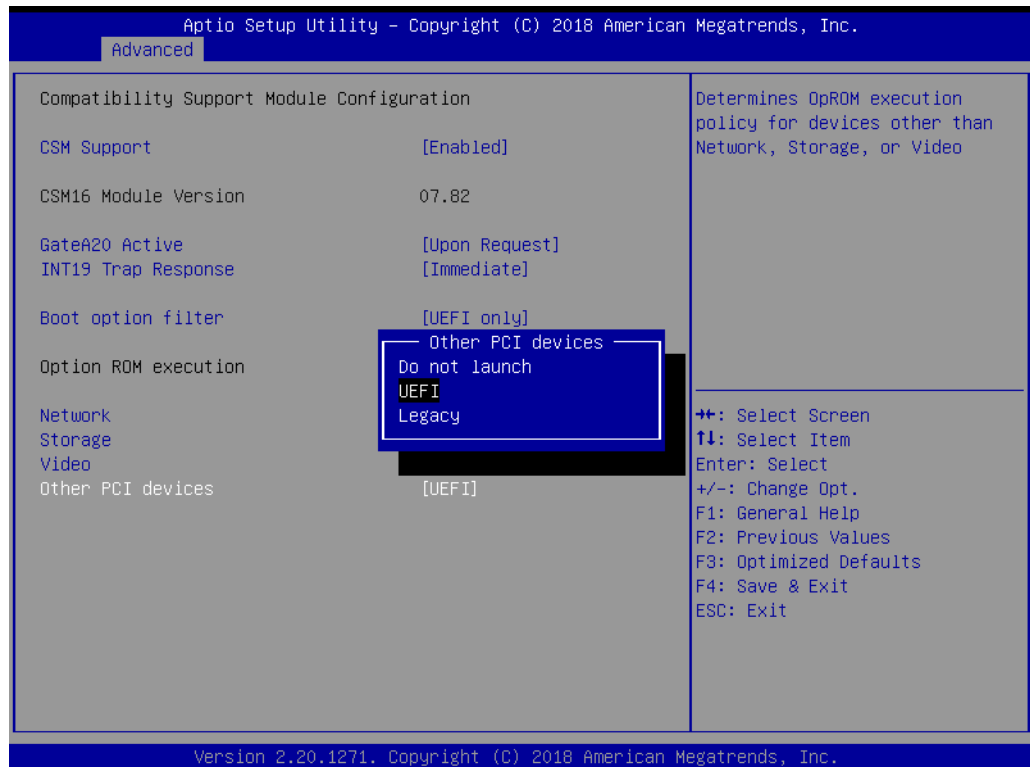 Aptio Setup Utility – Copyright (C) 2018 American Megatrends, Inc.
Advanced
Compatibility Support Module Configuration
CSM Support [Enabled]
CSM16 Module Version 07.82
GateA20 Active [Upon Request]
INT19 Trap Response [Immediate]
Boot option filter [UEFI only]
Option ROM execution
Network
Storage
Video
Other PCI devices [UEFI]
Other PCI devices
Do not launch
UEFI
Legacy
Determines OpROM execution
policy for devices other than
Network, Storage, or Video
→←: Select Screen
↑↓: Select Item
Enter: Select
+/-: Change Opt.
F1: General Help
F2: Previous Values
F3: Optimized Defaults
F4: Save & Exit
ESC: Exit
Version 2.20.1271. Copyright (C) 2018 American Megatrends, Inc.